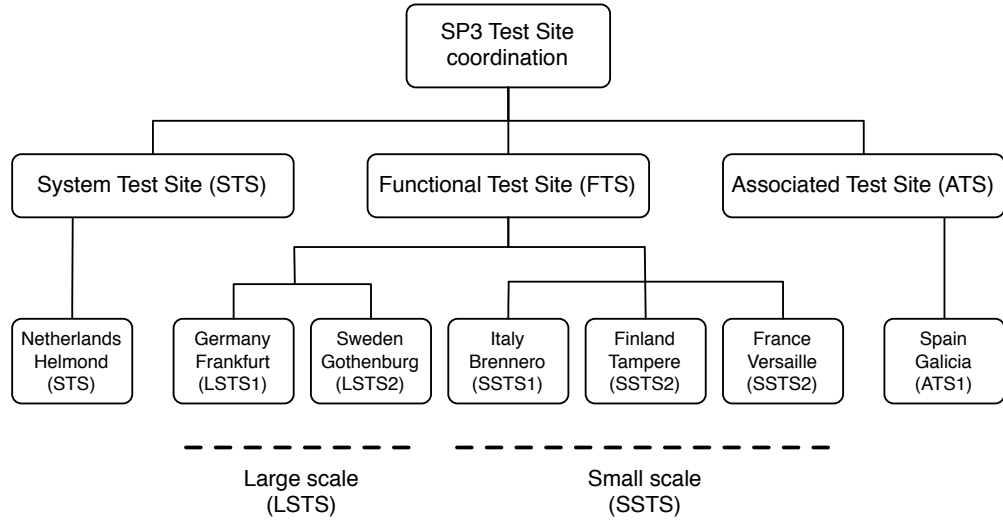 SP3 Test Site
coordination
System Test Site (STS)
Functional Test Site (FTS)
Associated Test Site (ATS)
Netherlands
Helmond
(STS)
Germany
Frankfurt
(LSTS1)
Sweden
Gothenburg
(LSTS2)
Italy
Brennero
(SSTS1)
Finland
Tampere
(SSTS2)
France
Versaille
(SSTS2)
Spain
Galicia
(ATS1)
Large scale
(LSTS)
Small scale
(SSTS)